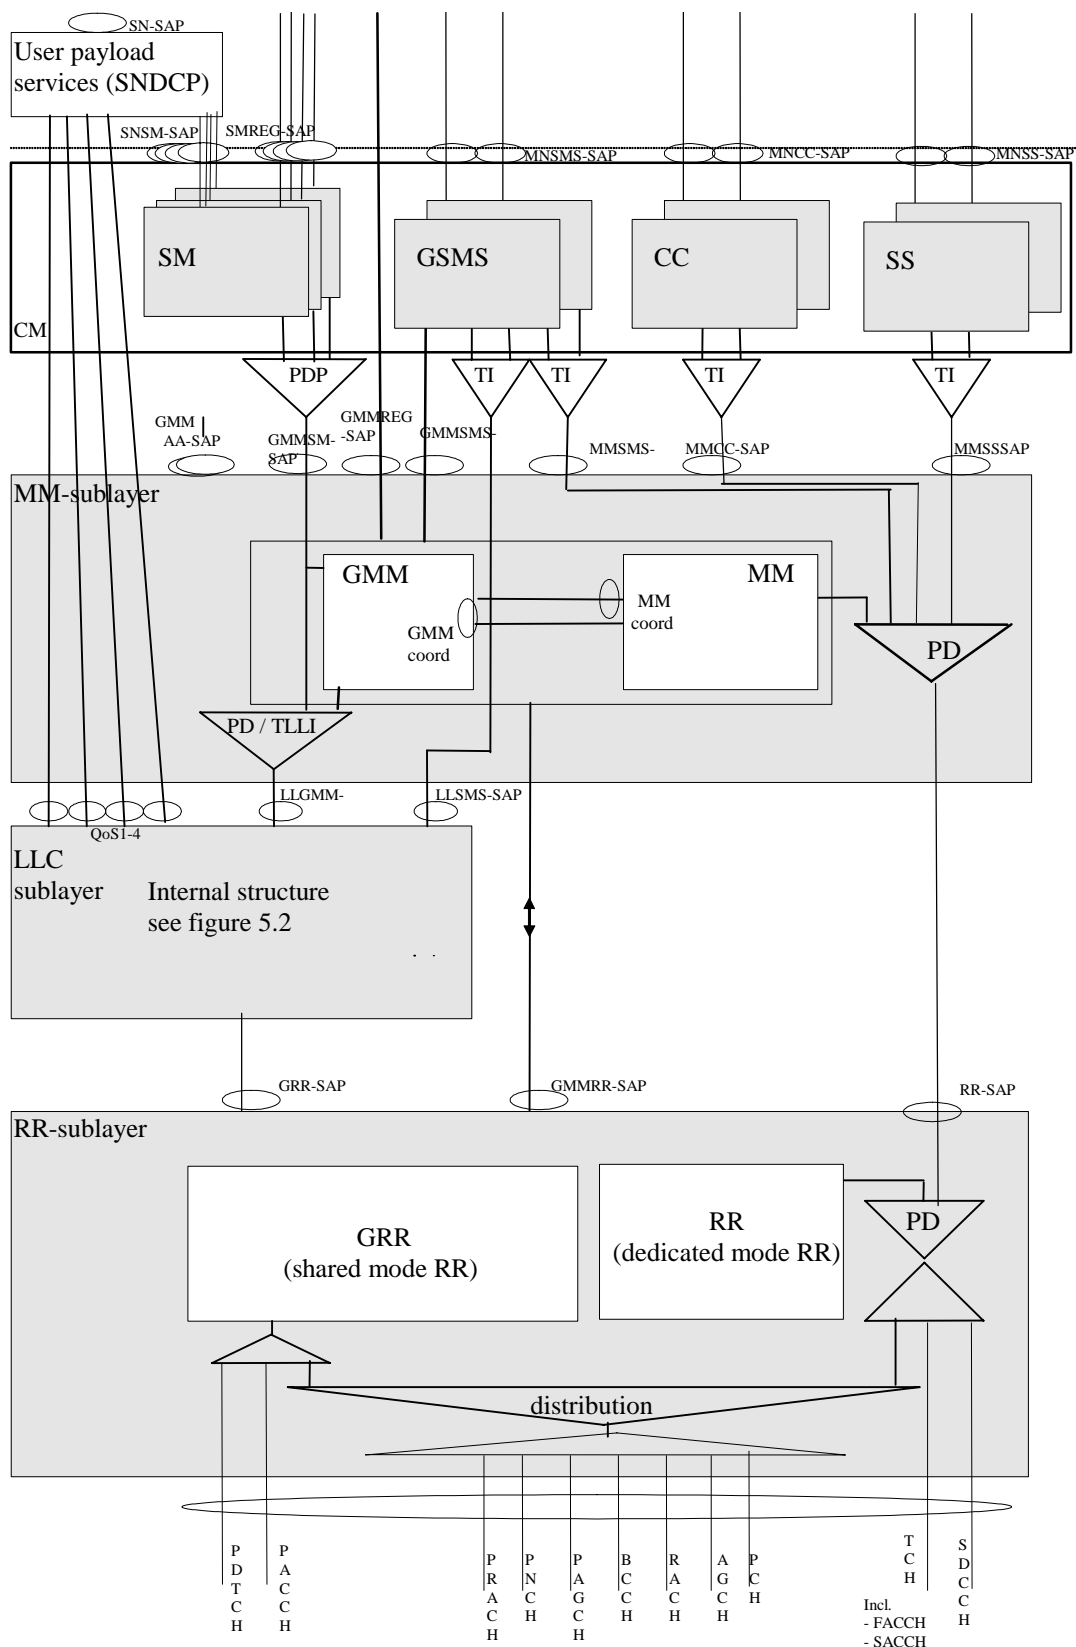 SN-SAP
User payload
services (SNDCP)
SNSM-SAP
SMREG-SAP
MNSMS-SAP
MNCC-SAP
MNSS-SAP
SM
GSMS
CC
SS
CM
PDP
TI
TI
TI
TI
GMM
AA-SAP
GMMSM-
SAP
GMMREG
-SAP
GMMSMS-
MMSMS-
MMCC-SAP
MMSSSAP
MM-sublayer
GMM
MM
GMM
coord
MM
coord
PD
PD / TLLI
LLGMM-
LLSMS-SAP
QoS1-4
LLC
sublayer
Internal structure
see figure 5.2
GRR-SAP
GMMRR-SAP
RR-SAP
RR-sublayer
GRR
(shared mode RR)
RR
(dedicated mode RR)
PD
distribution
PDTCH
PACCH
PRACH
PNCH
PAGCH
BCCH
RACH
AGCH
PCH
TCH
SDCCH
Incl.
- FACCH
- SACCH